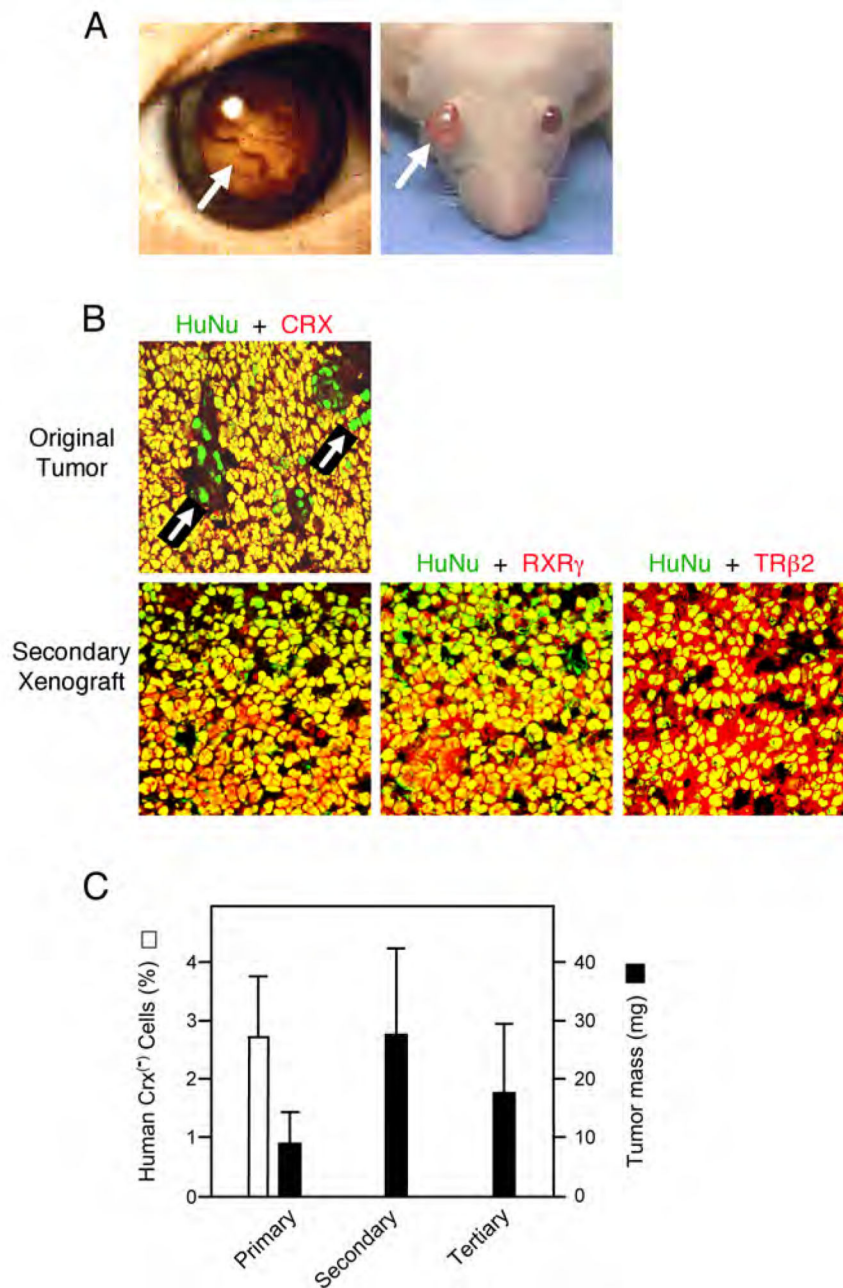 A
B
HuNu + CRX
Original
Tumor
HuNu + RXRγ
HuNu + TRβ2
Secondary
Xenograft
C
Human Crx(-) Cells (%)
4
3
2
1
0
40
30
20
10
0
Tumor mass (mg)
Primary
Secondary
Tertiary